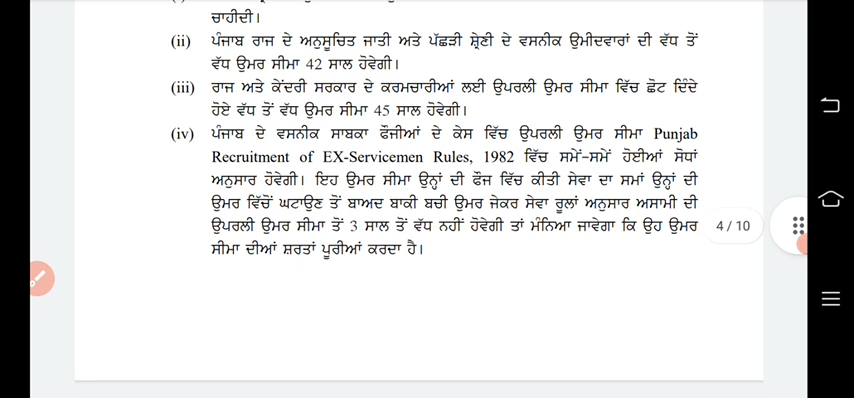 ਚਾਹੀਦੀ।
(ii) ਪੰਜਾਬ ਰਾਜ ਦੇ ਅਨੁਸੂਚਿਤ ਜਾਤੀ ਅਤੇ ਪੱਛੜੀ ਸ਼੍ਰੇਣੀ ਦੇ ਵਸਨੀਕ ਉਮੀਦਵਾਰਾਂ ਦੀ ਵੱਧ ਤੋਂ
ਵੱਧ ਉਮਰ ਸੀਮਾ 42 ਸਾਲ ਹੋਵੇਗੀ।
(iii) ਰਾਜ ਅਤੇ ਕੇਂਦਰੀ ਸਰਕਾਰ ਦੇ ਕਰਮਚਾਰੀਆਂ ਲਈ ਉਪਰਲੀ ਉਮਰ ਸੀਮਾ ਵਿੱਚ ਛੋਟ ਦਿੰਦੇ
ਹੋਏ ਵੱਧ ਤੋਂ ਵੱਧ ਉਮਰ ਸੀਮਾ 45 ਸਾਲ ਹੋਵੇਗੀ।
(iv) ਪੰਜਾਬ ਦੇ ਵਸਨੀਕ ਸਾਬਕਾ ਫੌਜੀਆਂ ਦੇ ਕੇਸ ਵਿੱਚ ਉਪਰਲੀ ਉਮਰ ਸੀਮਾ Punjab
Recruitment of EX-Servicemen Rules, 1982 ਵਿੱਚ ਸਮੇਂ-ਸਮੇਂ ਹੋਈਆਂ ਸੋਧਾਂ
ਅਨੁਸਾਰ ਹੋਵੇਗੀ। ਇਹ ਉਮਰ ਸੀਮਾ ਉਨ੍ਹਾਂ ਦੀ ਫੌਜ ਵਿੱਚ ਕੀਤੀ ਸੇਵਾ ਦਾ ਸਮਾਂ ਉਨ੍ਹਾਂ ਦੀ
ਉਮਰ ਵਿੱਚੋਂ ਘਟਾਉਣ ਤੋਂ ਬਾਅਦ ਬਾਕੀ ਬਚੀ ਉਮਰ ਜੇਕਰ ਸੇਵਾ ਰੂਲਾਂ ਅਨੁਸਾਰ ਅਸਾਮੀ ਦੀ
ਉਪਰਲੀ ਉਮਰ ਸੀਮਾ ਤੋਂ 3 ਸਾਲ ਤੋਂ ਵੱਧ ਨਹੀਂ ਹੋਵੇਗੀ ਤਾਂ ਮੰਨਿਆ ਜਾਵੇਗਾ ਕਿ ਉਹ ਉਮਰ
ਸੀਮਾ ਦੀਆਂ ਸ਼ਰਤਾਂ ਪੂਰੀਆਂ ਕਰਦਾ ਹੈ।
4 / 10